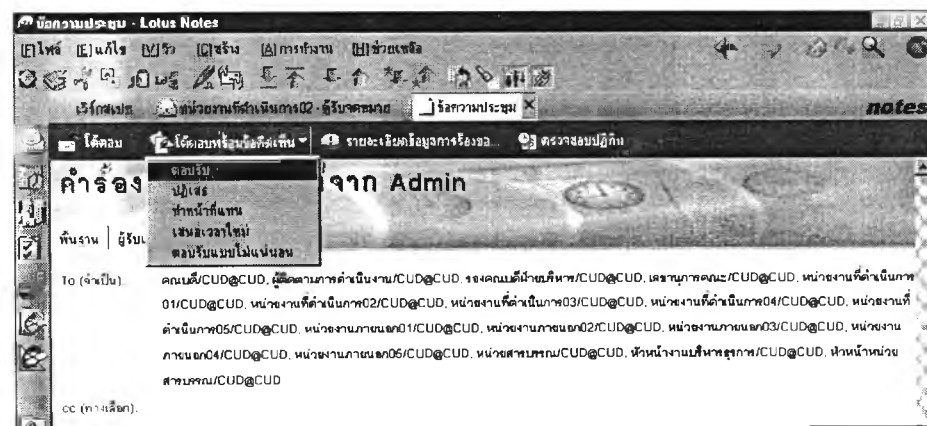 ข้อความประชุม - Lotus Notes
[F]ไฟล์ [E]แก้ไข [V]วิว [C]สร้าง [A]การทำงาน [H]ช่วยเหลือ
เวิร์กสเปซ หน่วยงานที่ดำเนินการ02 - ตู้รับจดหมาย ข้อความประชุม notes
โต้ตอบ โต้ตอบพร้อมข้อคิดเห็น รายละเอียดข้อมูลการร้องขอ... ตรวจสอบปฏิทิน
ตอบรับ
คำร้อง จาก Admin
ปฏิเสธ
ทำหน้าที่แทน
เสนอเวลาใหม่
พื้นฐาน
ตอบรับแบบไม่แน่นอน
To (จำเป็น): คณบดี/CUD@CUD, ผู้ติดตามการดำเนินงาน/CUD@CUD, รองคณบดีฝ่ายบริหาร/CUD@CUD, เลขานุการคณะ/CUD@CUD, หน่วยงานที่ดำเนินการ
01/CUD@CUD, หน่วยงานที่ดำเนินการ02/CUD@CUD, หน่วยงานที่ดำเนินการ03/CUD@CUD, หน่วยงานที่ดำเนินการ04/CUD@CUD, หน่วยงานที่
ดำเนินการ05/CUD@CUD, หน่วยงานภายนอก01/CUD@CUD, หน่วยงานภายนอก02/CUD@CUD, หน่วยงานภายนอก03/CUD@CUD, หน่วยงาน
ภายนอก04/CUD@CUD, หน่วยงานภายนอก05/CUD@CUD, หน่วยสารบรรณ/CUD@CUD, หัวหน้างานบริหารธุรการ/CUD@CUD, หัวหน้าหน่วย
สารบรรณ/CUD@CUD
cc (ทางเลือก):